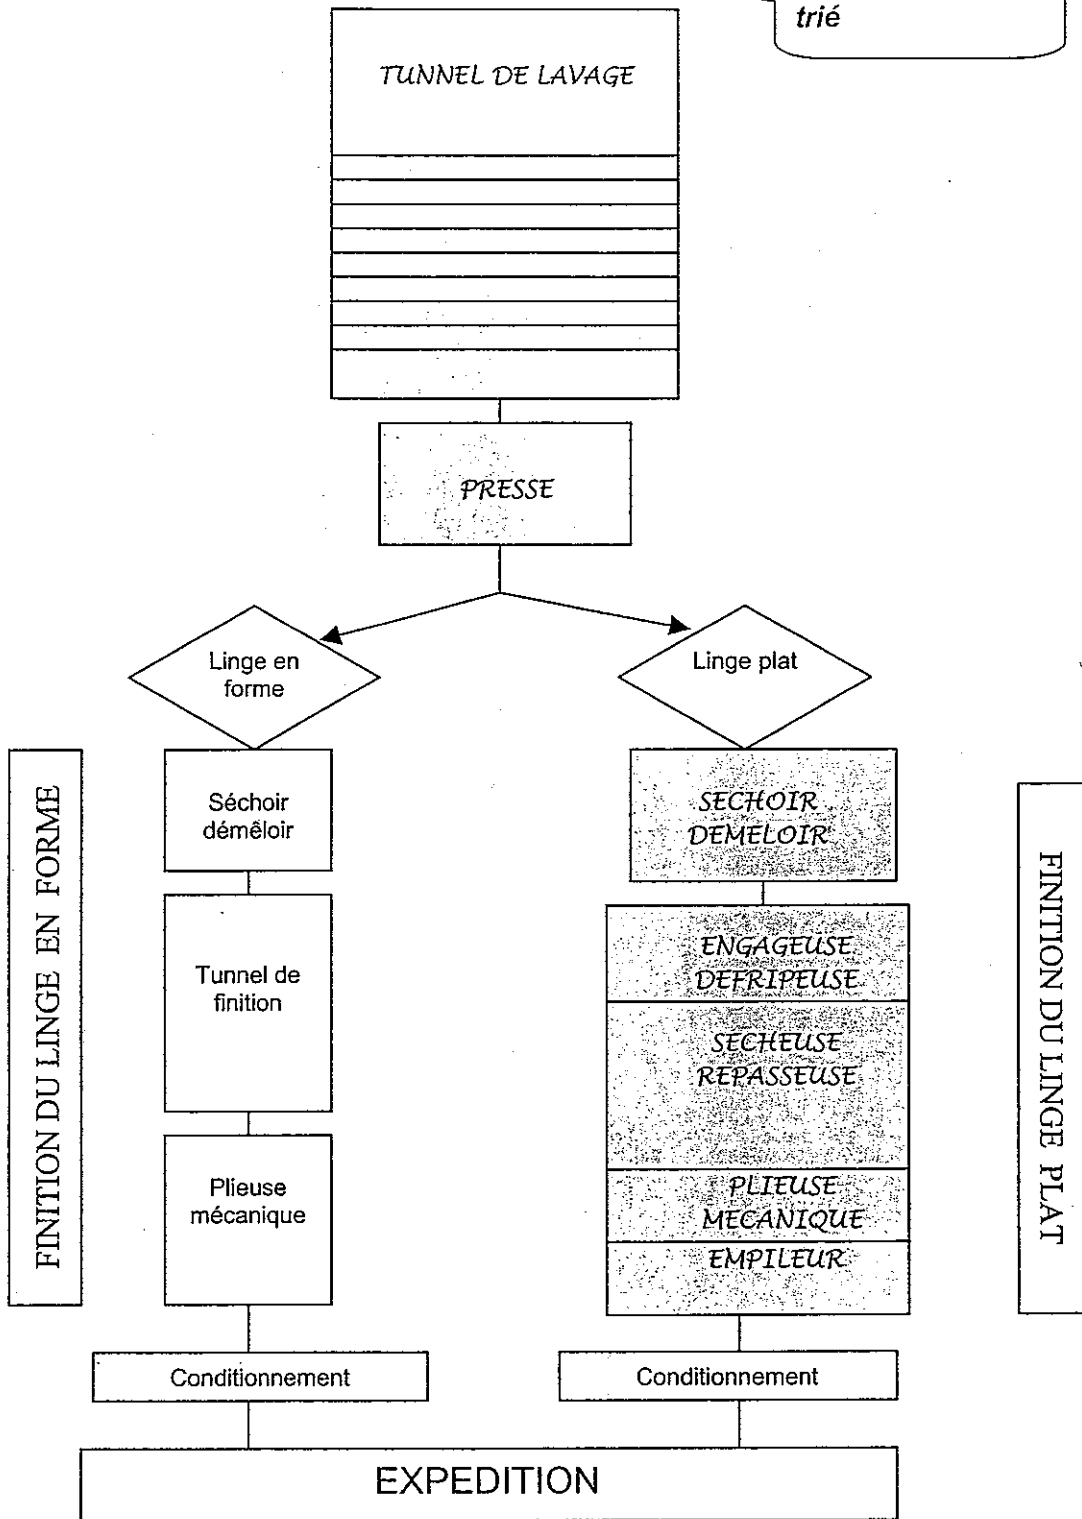 trié
TUNNEL DE LAVAGE
PRESSE
Linge en
forme
Linge plat
FINITION DU LINGE EN FORME
Séchoir
démêloir
Tunnel de
finition
Plieuse
mécanique
Conditionnement
SECHOIR
DEMELOIR
ENGAGEUSE
DEFRIPEUSE
SECHEUSE
REPASSEUSE
PLIEUSE
MECANIQUE
EMPILEUR
Conditionnement
FINITION DU LINGE PLAT
EXPEDITION